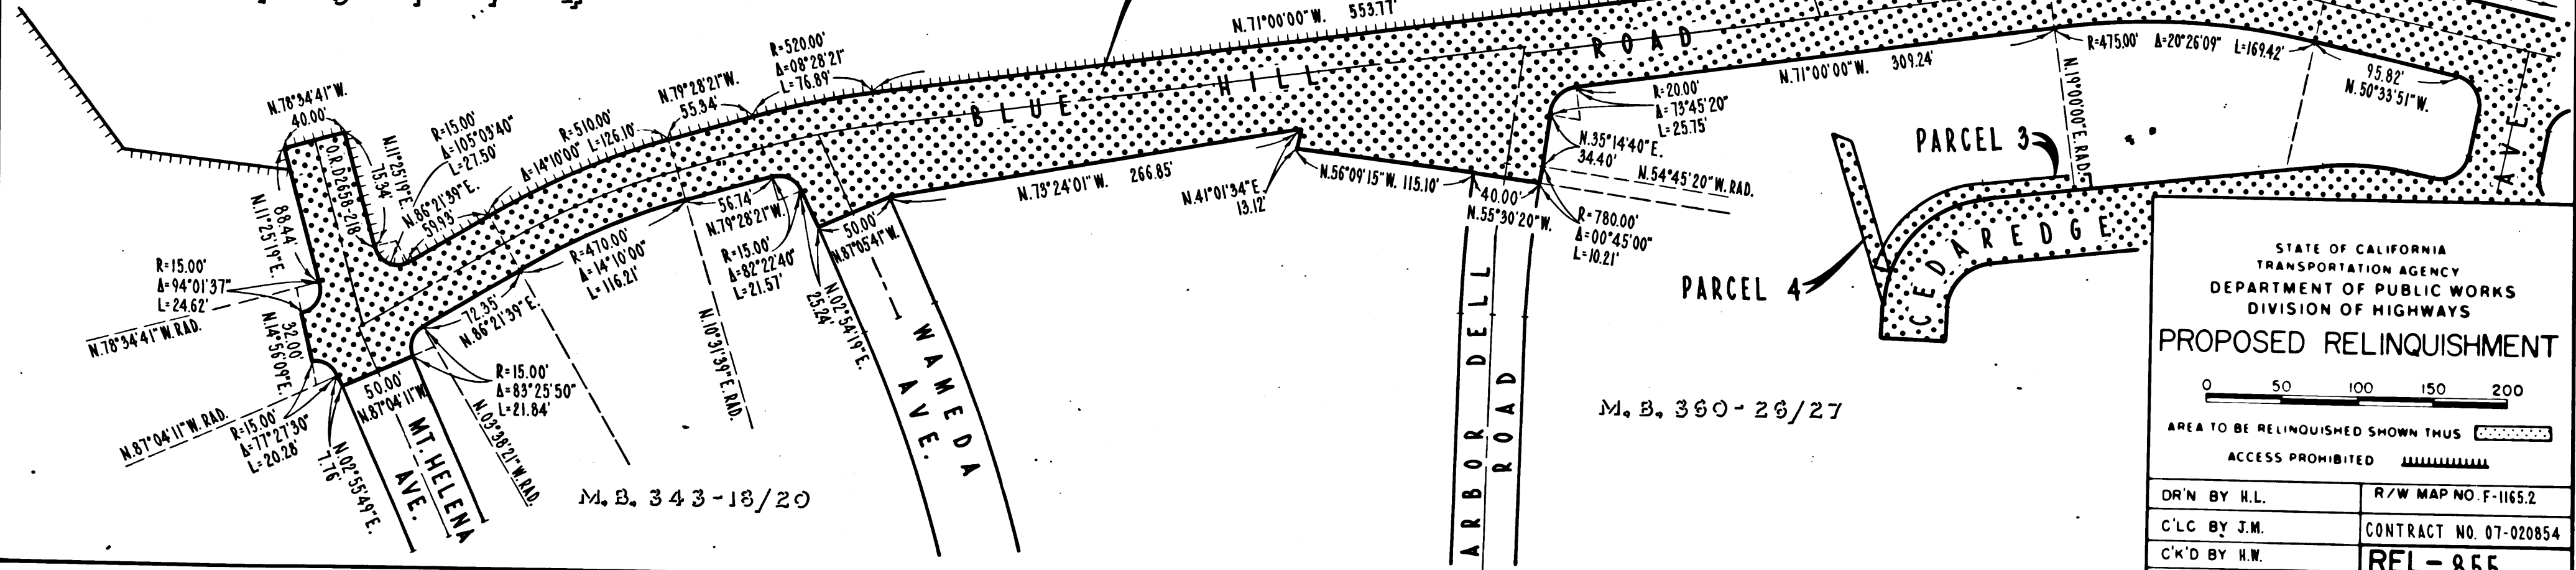 N.71°00'00"W. 553.77'
R=520.00'
Δ=08°28'21"
L=76.89'
N.79°28'21"W.
55.34'
N.78°34'41"W.
40.00'
O.R.D2658-218
N.11°25'19"E.
15.34'
R=15.00'
Δ=105°03'40"
L=27.50'
N.86°21'39"E.
59.93'
R=510.00'
Δ=14°10'00" L=126.10'
BLUE HILL ROAD
R=20.00'
Δ=73°45'20"
L=25.75'
N.71°00'00"W. 309.24'
R=475.00' Δ=20°26'09" L=169.42'
N.19°00'00"E.RAD.
95.82'
N.50°33'51"W.
AVE
N.35°14'40"E.
34.40'
N.54°45'20"W.RAD.
PARCEL 3
N.11°25'19"E.
88.44'
R=15.00'
Δ=94°01'37"
L=24.62'
N.78°34'41"W.RAD.
32.00'
N.14°56'09"E.
N.87°04'11"W.RAD.
R=15.00'
Δ=77°27'30"
L=20.28'
N.02°55'49"E.
7.76'
50.00'
N.87°04'11"W.
MT. HELENA
AVE.
72.35'
N.86°21'39"E.
R=15.00'
Δ=83°25'50"
L=21.84'
N.03°38'21"W.RAD.
R=470.00'
Δ=14°10'00"
L=116.21'
56.74'
N.79°28'21"W.
N.10°31'39"E.RAD.
R=15.00'
Δ=82°22'40"
L=21.57'
N.02°54'19"E.
25.24'
50.00'
N.87°05'41"W.
WAMEDA
AVE.
N.73°24'01"W. 266.85'
N.41°01'34"E.
13.12'
N.56°09'15"W. 115.10'
40.00'
N.55°30'20"W.
R=780.00'
Δ=00°45'00"
L=10.21'
ARBOR DELL
ROAD
PARCEL 4
CEDAREDGE
M.B. 343-18/20
M.B. 360-26/27
STATE OF CALIFORNIA
TRANSPORTATION AGENCY
DEPARTMENT OF PUBLIC WORKS
DIVISION OF HIGHWAYS
PROPOSED RELINQUISHMENT
0 50 100 150 200
AREA TO BE RELINQUISHED SHOWN THUS
ACCESS PROHIBITED
DR'N BY H.L.
R/W MAP NO. F-1165.2
C'LC BY J.M.
CONTRACT NO. 07-020854
C'K'D BY H.W.
REL-855